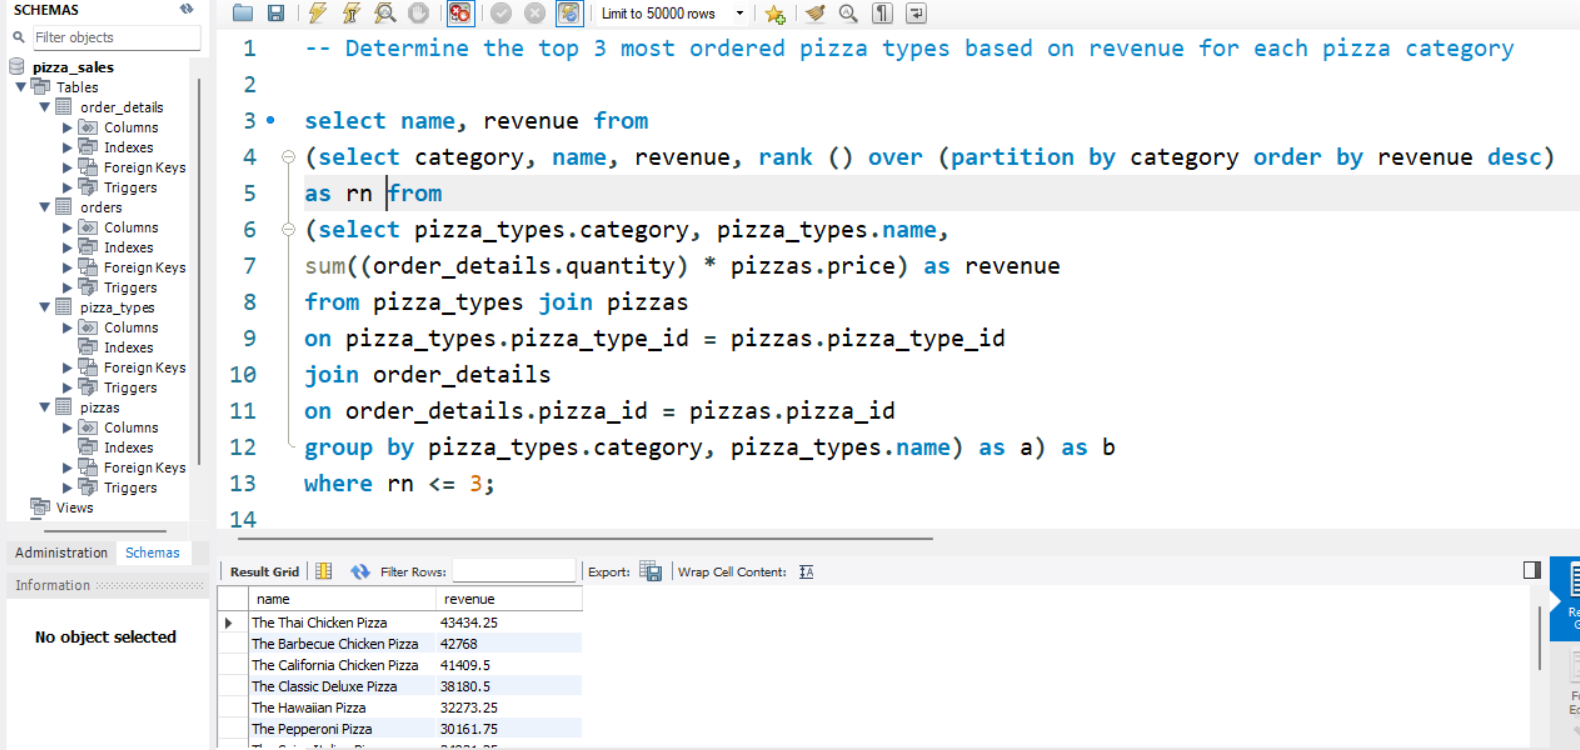 SCHEMAS
Filter objects
pizza_sales
Tables
order_details
Columns
Indexes
Foreign Keys
Triggers
orders
Columns
Indexes
Foreign Keys
Triggers
pizza_types
Columns
Indexes
Foreign Keys
Triggers
pizzas
Columns
Indexes
Foreign Keys
Triggers
Views
Administration Schemas
Information
No object selected
Limit to 50000 rows
1 -- Determine the top 3 most ordered pizza types based on revenue for each pizza category
2
3 select name, revenue from
4 (select category, name, revenue, rank () over (partition by category order by revenue desc)
5 as rn from
6 (select pizza_types.category, pizza_types.name,
7 sum((order_details.quantity) * pizzas.price) as revenue
8 from pizza_types join pizzas
9 on pizza_types.pizza_type_id = pizzas.pizza_type_id
10 join order_details
11 on order_details.pizza_id = pizzas.pizza_id
12 group by pizza_types.category, pizza_types.name) as a) as b
13 where rn <= 3;
14
Result Grid Filter Rows: Export: Wrap Cell Content:
name revenue
The Thai Chicken Pizza 43434.25
The Barbecue Chicken Pizza 42768
The California Chicken Pizza 41409.5
The Classic Deluxe Pizza 38180.5
The Hawaiian Pizza 32273.25
The Pepperoni Pizza 30161.75